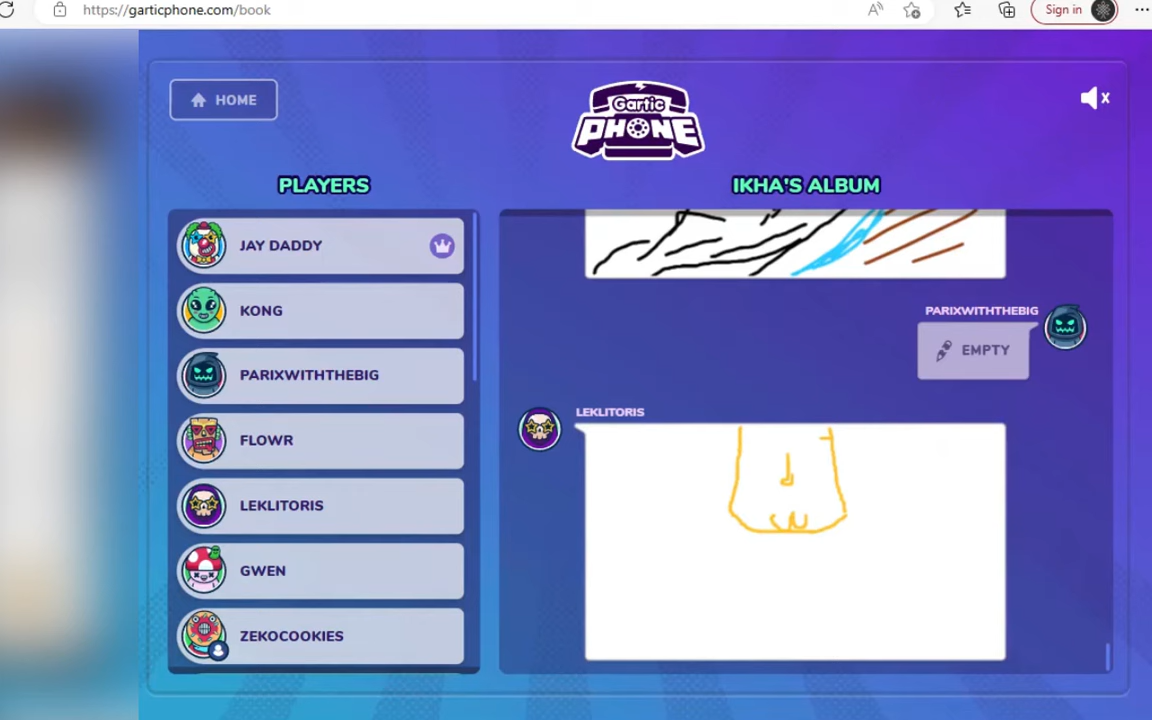 https://garticphone.com/book
Sign in
HOME
Gartic
PHONE
PLAYERS
IKHA'S ALBUM
JAY DADDY
KONG
PARIXWITHTHEBIG
FLOWR
LEKLITORIS
GWEN
ZEKOCOOKIES
PARIXWITHTHEBIG
EMPTY
LEKLITORIS